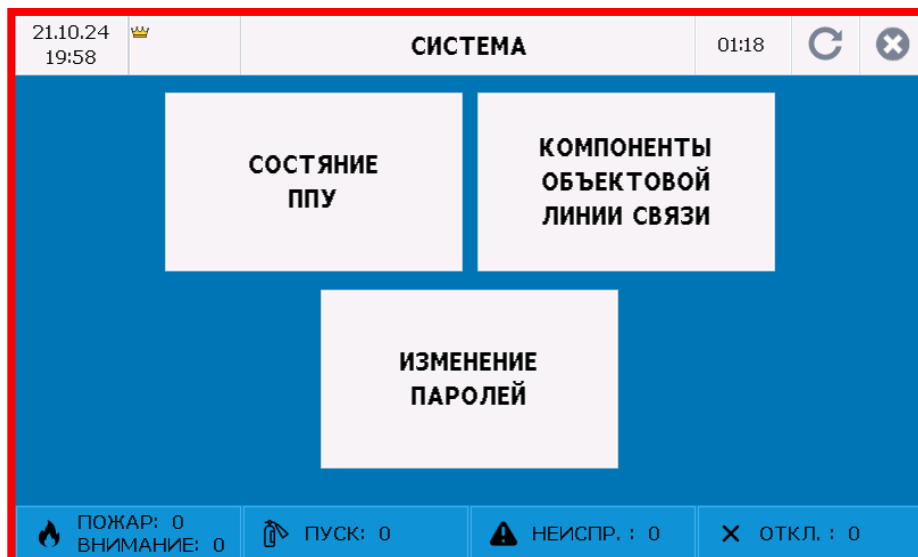 21.10.24
19:58
СИСТЕМА
01:18
СОСТЯНИЕ
ППУ
КОМПОНЕНТЫ
ОБЪЕКТОВОЙ
ЛИНИИ СВЯЗИ
ИЗМЕНЕНИЕ
ПАРОЛЕЙ
ПОЖАР: 0
ВНИМАНИЕ: 0
ПУСК: 0
НЕИСПР. : 0
ОТКЛ. : 0